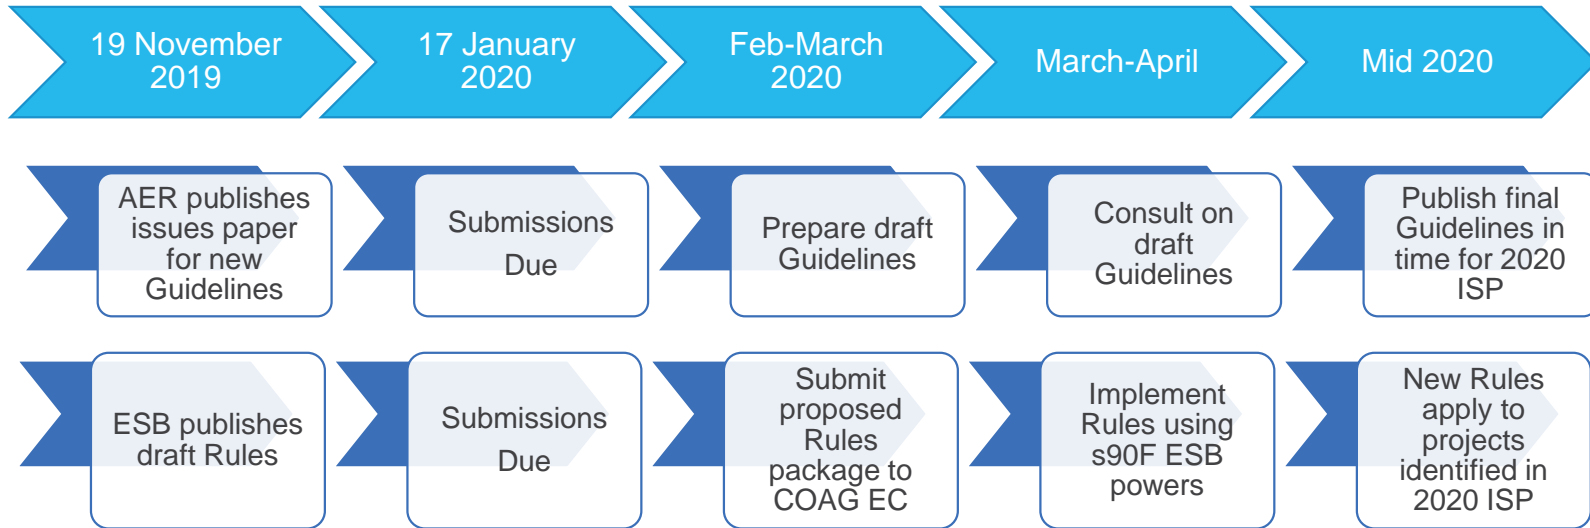 19 November
2019
17 January
2020
Feb-March
2020
March-April
Mid 2020
AER publishes
issues paper
for new
Guidelines
Submissions
Due
Prepare draft
Guidelines
Consult on
draft
Guidelines
Publish final
Guidelines in
time for 2020
ISP
ESB publishes
draft Rules
Submissions
Due
Submit
proposed
Rules
package to
COAG EC
Implement
Rules using
s90F ESB
powers
New Rules
apply to
projects
identified in
2020 ISP